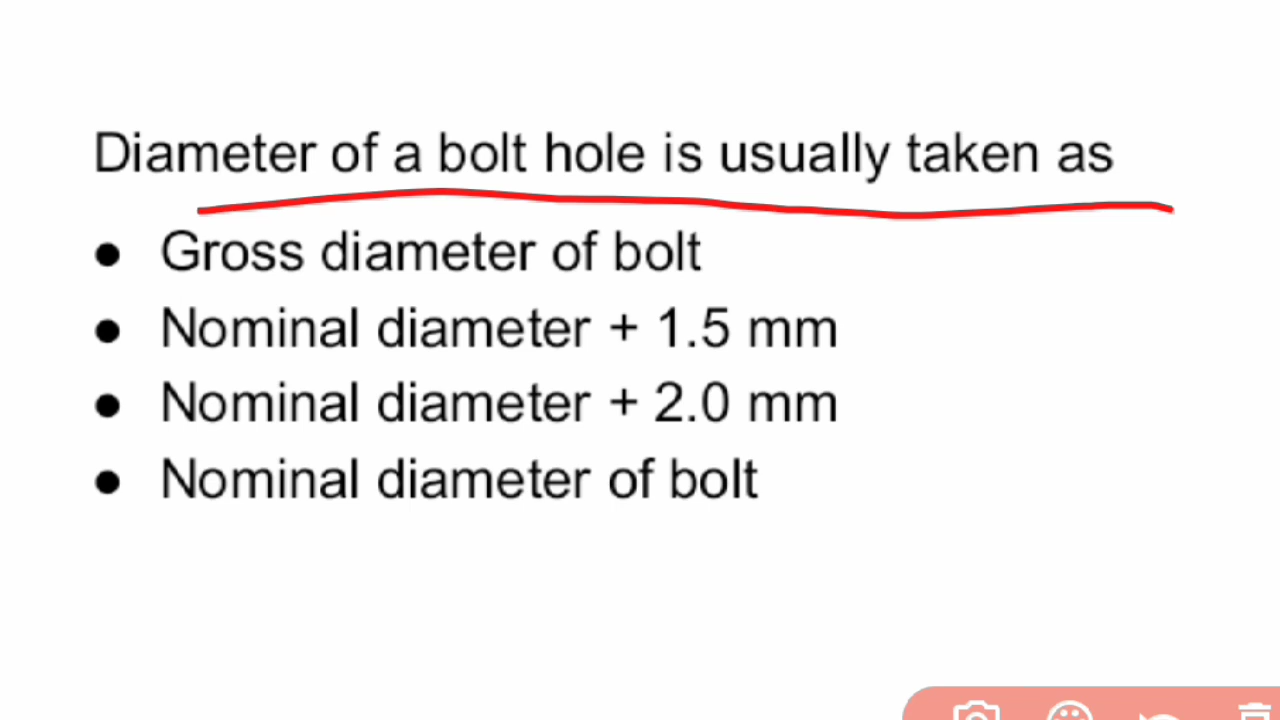 Diameter of a bolt hole is usually taken as
● Gross diameter of bolt
● Nominal diameter + 1.5 mm
● Nominal diameter + 2.0 mm
● Nominal diameter of bolt